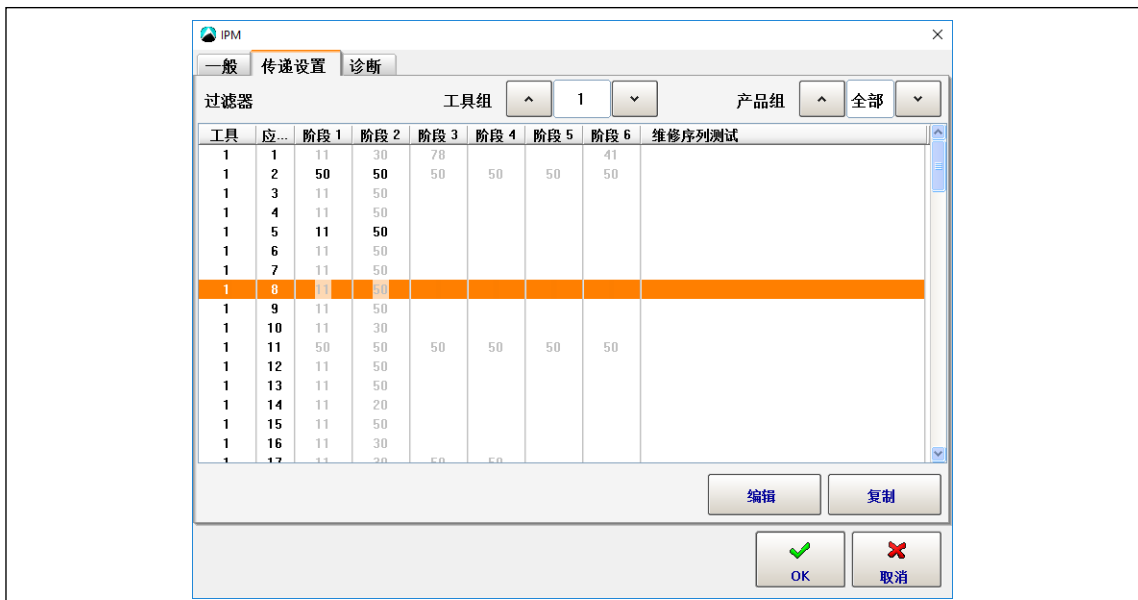 IPM
一般 传递设置 诊断
过滤器 工具组 1 产品组 全部
工具 应... 阶段 1 阶段 2 阶段 3 阶段 4 阶段 5 阶段 6 维修序列测试
1 1 11 30 78 41
1 2 50 50 50 50 50 50
1 3 11 50
1 4 11 50
1 5 11 50
1 6 11 50
1 7 11 50
1 8 11 50
1 9 11 50
1 10 11 30
1 11 50 50 50 50 50 50
1 12 11 50
1 13 11 50
1 14 11 20
1 15 11 50
1 16 11 30
1 17 11 30 50 50
编辑 复制
OK 取消